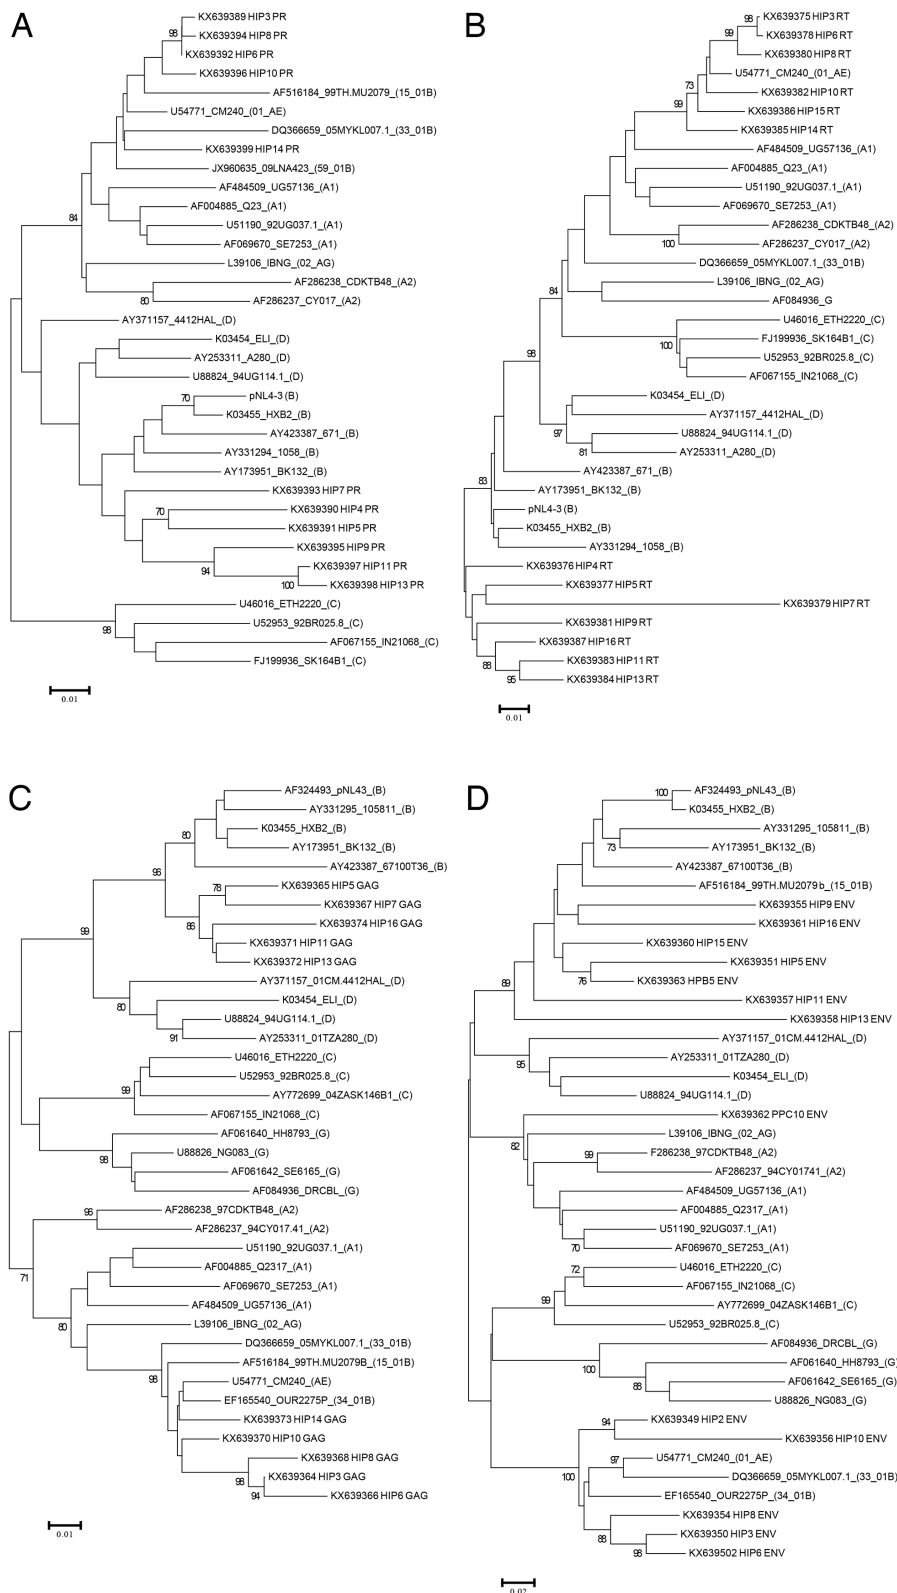 A
98
KX639389 HIP3 PR
KX639394 HIP8 PR
KX639392 HIP6 PR
KX639396 HIP10 PR
AF516184_99TH.MU2079_(15_01B)
U54771_CM240_(01_AE)
DQ366659_05MYKL007.1_(33_01B)
KX639399 HIP14 PR
JX960635_09LNA423_(59_01B)
AF484509_UG57136_(A1)
84
AF004885_Q23_(A1)
U51190_92UG037.1_(A1)
AF069670_SE7253_(A1)
L39106_IBNG_(02_AG)
AF286238_CDKTB48_(A2)
80
AF286237_CY017_(A2)
AY371157_4412HAL_(D)
K03454_ELI_(D)
AY253311_A280_(D)
U88824_94UG114.1_(D)
70
pNL4-3 (B)
K03455_HXB2_(B)
AY423387_671_(B)
AY331294_1058_(B)
AY173951_BK132_(B)
KX639393 HIP7 PR
70
KX639390 HIP4 PR
KX639391 HIP5 PR
KX639395 HIP9 PR
94
KX639397 HIP11 PR
100
KX639398 HIP13 PR
U46016_ETH2220_(C)
98
U52953_92BR025.8_(C)
AF067155_IN21068_(C)
FJ199936_SK164B1_(C)
0.01
B
98
KX639375 HIP3 RT
99
KX639378 HIP6 RT
KX639380 HIP8 RT
U54771_CM240_(01_AE)
73
KX639382 HIP10 RT
99
KX639386 HIP15 RT
KX639385 HIP14 RT
AF484509_UG57136_(A1)
AF004885_Q23_(A1)
U51190_92UG037.1_(A1)
AF069670_SE7253_(A1)
AF286238_CDKTB48_(A2)
100
AF286237_CY017_(A2)
DQ366659_05MYKL007.1_(33_01B)
L39106_IBNG_(02_AG)
84
AF084936_G
U46016_ETH2220_(C)
100
FJ199936_SK164B1_(C)
98
U52953_92BR025.8_(C)
AF067155_IN21068_(C)
K03454_ELI_(D)
AY371157_4412HAL_(D)
97
U88824_94UG114.1_(D)
81
AY253311_A280_(D)
AY423387_671_(B)
83
AY173951_BK132_(B)
pNL4-3 (B)
K03455_HXB2_(B)
AY331294_1058_(B)
KX639376 HIP4 RT
KX639377 HIP5 RT
KX639379 HIP7 RT
KX639381 HIP9 RT
KX639387 HIP16 RT
88
KX639383 HIP11 RT
95
KX639384 HIP13 RT
0.01
C
AF324493_pNL43_(B)
AY331295_105811_(B)
80
K03455_HXB2_(B)
AY173951_BK132_(B)
AY423387_67100T36_(B)
96
78
KX639365 HIP5 GAG
KX639367 HIP7 GAG
86
KX639374 HIP16 GAG
99
KX639371 HIP11 GAG
KX639372 HIP13 GAG
AY371157_01CM.4412HAL_(D)
80
K03454_ELI_(D)
U88824_94UG114.1_(D)
91
AY253311_01TZA280_(D)
U46016_ETH2220_(C)
U52953_92BR025.8_(C)
99
AY772699_04ZASK146B1_(C)
AF067155_IN21068_(C)
AF061640_HH8793_(G)
98
U88826_NG083_(G)
AF061642_SE6165_(G)
AF084936_DRCBL_(G)
96
AF286238_97CDKTB48_(A2)
AF286237_94CY017.41_(A2)
U51190_92UG037.1_(A1)
71
AF004885_Q2317_(A1)
AF069670_SE7253_(A1)
AF484509_UG57136_(A1)
80
L39106_IBNG_(02_AG)
DQ366659_05MYKL007.1_(33_01B)
AF516184_99TH.MU2079B_(15_01B)
98
U54771_CM240_(AE)
EF165540_OUR2275P_(34_01B)
KX639373 HIP14 GAG
KX639370 HIP10 GAG
KX639368 HIP8 GAG
98
KX639364 HIP3 GAG
94
KX639366 HIP6 GAG
0.01
D
100
AF324493_pNL43_(B)
K03455_HXB2_(B)
AY331295_105811_(B)
73
AY173951_BK132_(B)
AY423387_67100T36_(B)
AF516184_99TH.MU2079b_(15_01B)
KX639355 HIP9 ENV
KX639361 HIP16 ENV
KX639360 HIP15 ENV
KX639351 HIP5 ENV
76
KX639363 HPB5 ENV
89
KX639357 HIP11 ENV
KX639358 HIP13 ENV
AY371157_01CM.4412HAL_(D)
95
AY253311_01TZA280_(D)
K03454_ELI_(D)
U88824_94UG114.1_(D)
KX639362 PPC10 ENV
82
L39106_IBNG_(02_AG)
99
F286238_97CDKTB48_(A2)
AF286237_94CY01741_(A2)
AF484509_UG57136_(A1)
AF004885_Q2317_(A1)
U51190_92UG037.1_(A1)
70
AF069670_SE7253_(A1)
72
U46016_ETH2220_(C)
AF067155_IN21068_(C)
99
AY772699_04ZASK146B1_(C)
U52953_92BR025.8_(C)
AF084936_DRCBL_(G)
100
AF061640_HH8793_(G)
88
AF061642_SE6165_(G)
U88826_NG083_(G)
94
KX639349 HIP2 ENV
KX639356 HIP10 ENV
97
U54771_CM240_(01_AE)
100
DQ366659_05MYKL007.1_(33_01B)
EF165540_OUR2275P_(34_01B)
KX639354 HIP8 ENV
88
KX639350 HIP3 ENV
98
KX639502 HIP6 ENV
0.02